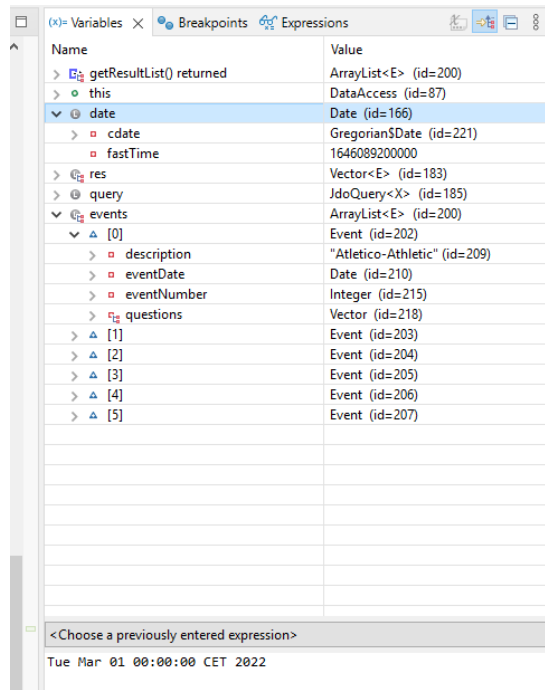 (x)= Variables Breakpoints Expressions
Name Value
getResultList() returned ArrayList<E> (id=200)
this DataAccess (id=87)
date Date (id=166)
cdate Gregorian$Date (id=221)
fastTime 1646089200000
res Vector<E> (id=183)
query JdoQuery<X> (id=185)
events ArrayList<E> (id=200)
[0] Event (id=202)
description "Atletico-Athletic" (id=209)
eventDate Date (id=210)
eventNumber Integer (id=215)
questions Vector (id=218)
[1] Event (id=203)
[2] Event (id=204)
[3] Event (id=205)
[4] Event (id=206)
[5] Event (id=207)
<Choose a previously entered expression>
Tue Mar 01 00:00:00 CET 2022